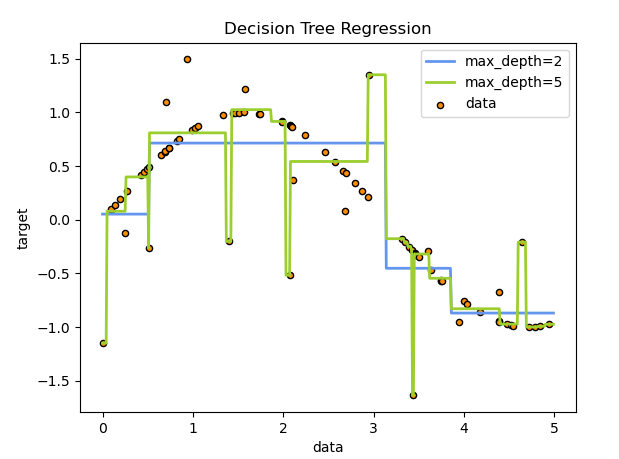 Decision Tree Regression
max_depth=2
max_depth=5
data
target
1.5
1.0
0.5
0.0
−0.5
−1.0
−1.5
0
1
2
3
4
5
data